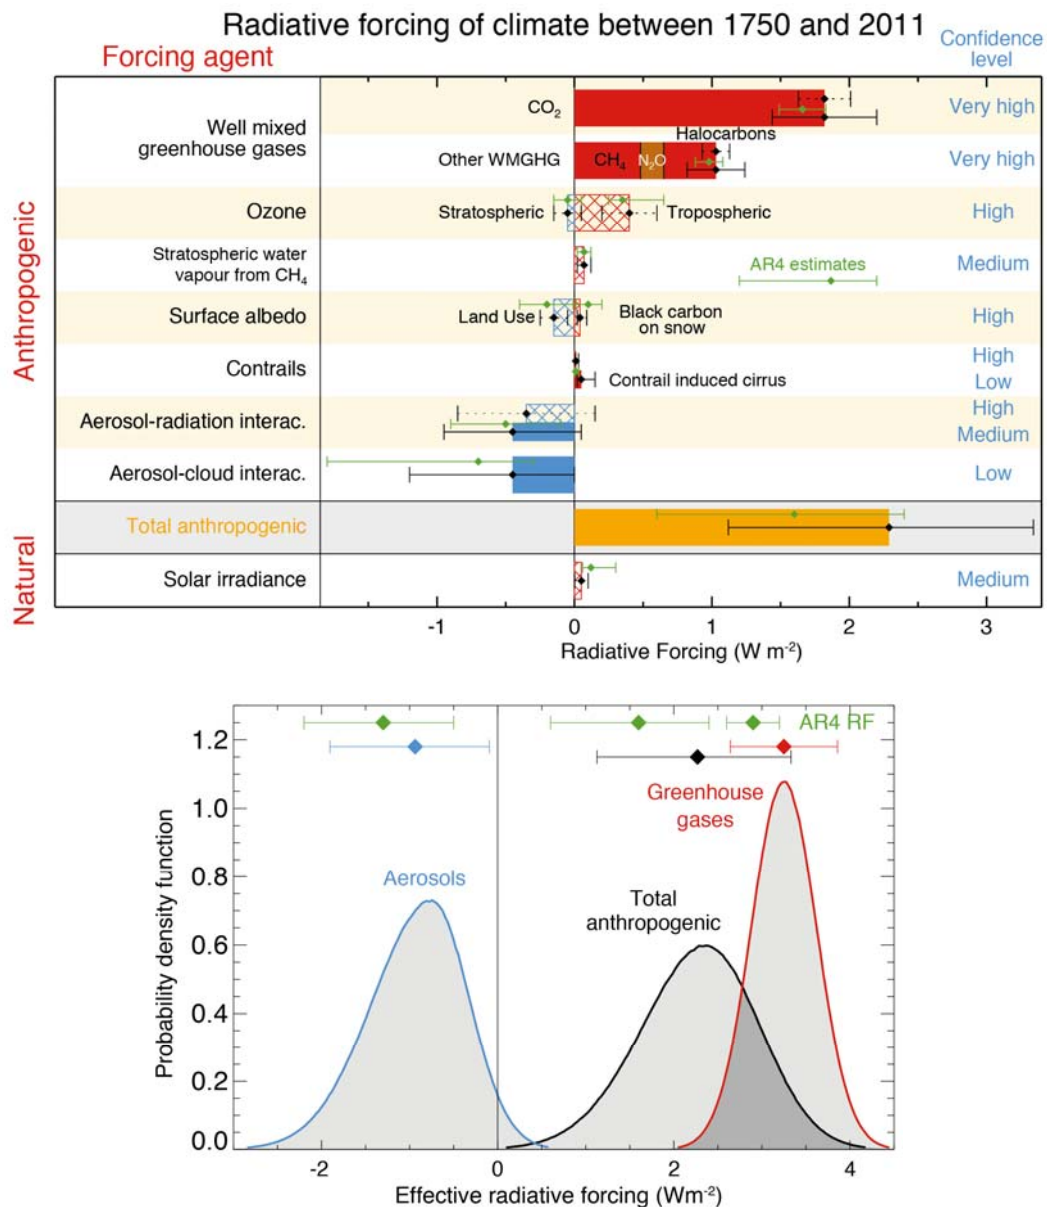 Radiative forcing of climate between 1750 and 2011
Forcing agent
Confidence
level
Anthropogenic
Well mixed
greenhouse gases
CO2
Very high
Halocarbons
Other WMGHG
CH4
N2O
Very high
Ozone
Stratospheric
Tropospheric
High
Stratospheric water
vapour from CH4
AR4 estimates
Medium
Surface albedo
Land Use
Black carbon
on snow
High
Contrails
High
Contrail induced cirrus
Low
Aerosol-radiation interac.
High
Medium
Aerosol-cloud interac.
Low
Total anthropogenic
Natural
Solar irradiance
Medium
-1 0 1 2 3
Radiative Forcing (W m-2)
AR4 RF
1.2
1.0
0.8
0.6
0.4
0.2
0.0
Probability density function
Greenhouse
gases
Aerosols
Total
anthropogenic
-2 0 2 4
Effective radiative forcing (Wm-2)